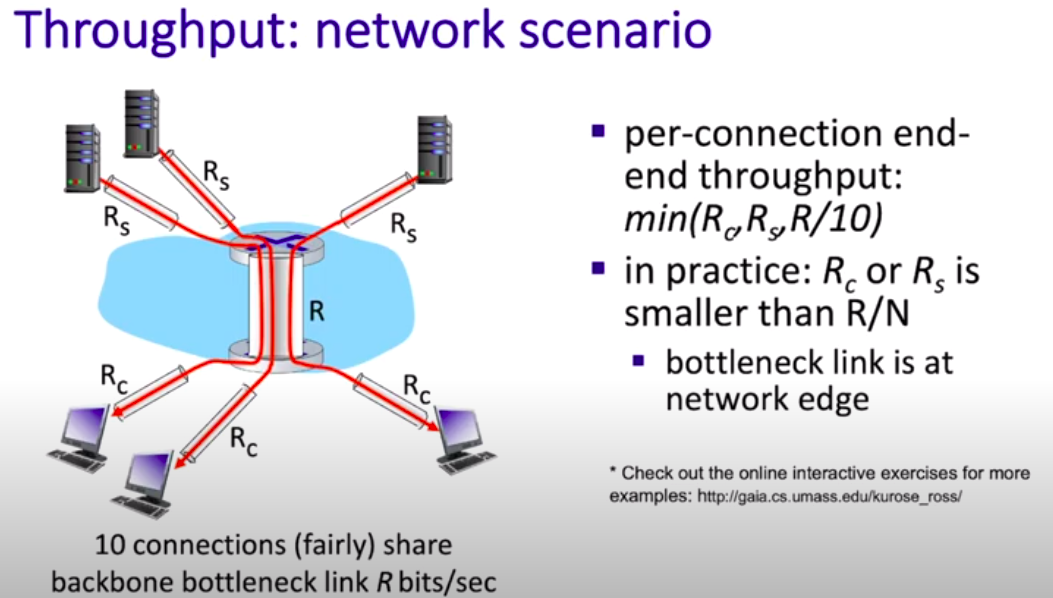 Throughput: network scenario
R_s
R_s
R_s
R
R_c
R_c
R_c
10 connections (fairly) share
backbone bottleneck link R bits/sec
▪ per-connection end-
end throughput:
min(R_c,R_s,R/10)
▪ in practice: R_c or R_s is
smaller than R/N
▪ bottleneck link is at
network edge
* Check out the online interactive exercises for more
examples: http://gaia.cs.umass.edu/kurose_ross/